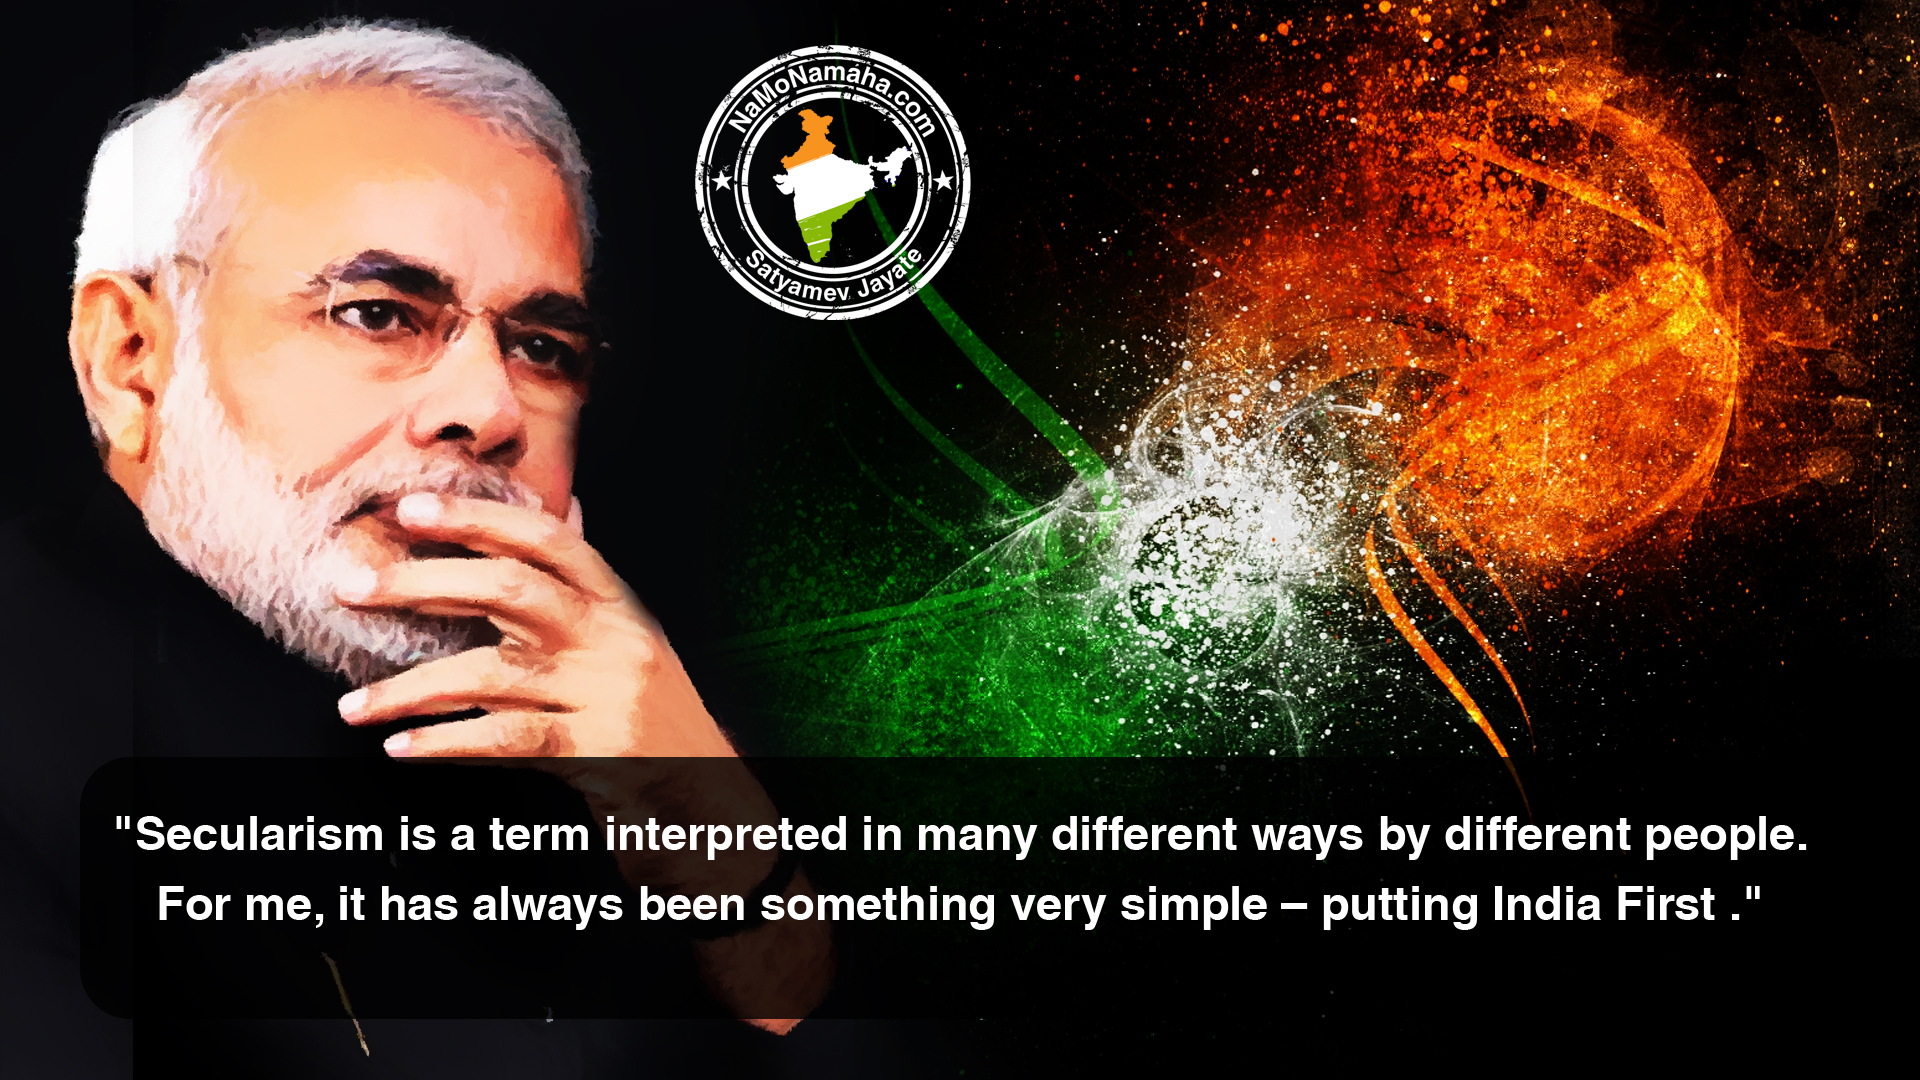 NaMoNamaha.com
Satyamev Jayate
"Secularism is a term interpreted in many different ways by different people.
For me, it has always been something very simple – putting India First ."